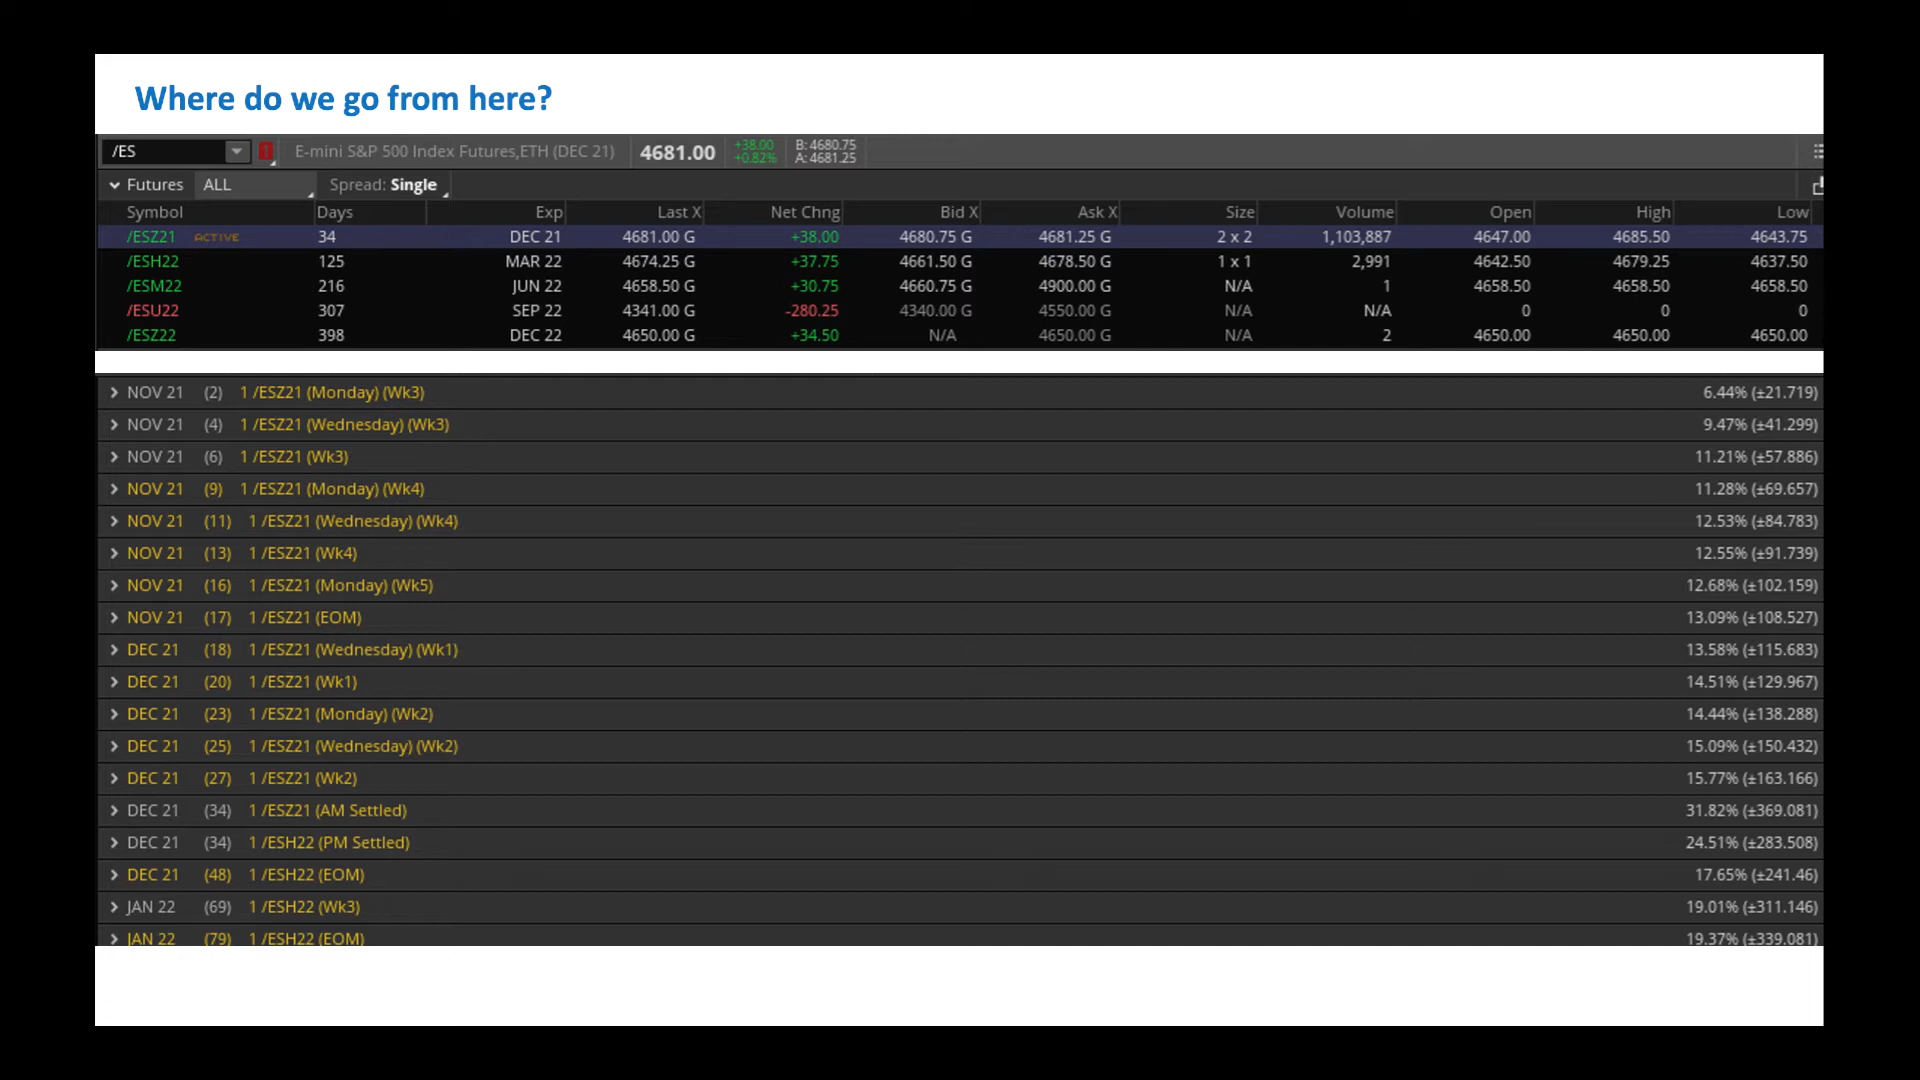 Where do we go from here?
/ES E-mini S&P 500 Index Futures,ETH (DEC 21) 4681.00 +38.00 +0.82% B: 4680.75 A: 4681.25
Futures ALL Spread: Single
Symbol Days Exp Last X Net Chng Bid X Ask X Size Volume Open High Low
/ESZ21 ACTIVE 34 DEC 21 4681.00 G +38.00 4680.75 G 4681.25 G 2 x 2 1,103,887 4647.00 4685.50 4643.75
/ESH22 125 MAR 22 4674.25 G +37.75 4661.50 G 4678.50 G 1 x 1 2,991 4642.50 4679.25 4637.50
/ESM22 216 JUN 22 4658.50 G +30.75 4660.75 G 4900.00 G N/A 1 4658.50 4658.50 4658.50
/ESU22 307 SEP 22 4341.00 G -280.25 4340.00 G 4550.00 G N/A N/A 0 0 0
/ESZ22 398 DEC 22 4650.00 G +34.50 N/A 4650.00 G N/A 2 4650.00 4650.00 4650.00
NOV 21 (2) 1 /ESZ21 (Monday) (Wk3) 6.44% (±21.719)
NOV 21 (4) 1 /ESZ21 (Wednesday) (Wk3) 9.47% (±41.299)
NOV 21 (6) 1 /ESZ21 (Wk3) 11.21% (±57.886)
NOV 21 (9) 1 /ESZ21 (Monday) (Wk4) 11.28% (±69.657)
NOV 21 (11) 1 /ESZ21 (Wednesday) (Wk4) 12.53% (±84.783)
NOV 21 (13) 1 /ESZ21 (Wk4) 12.55% (±91.739)
NOV 21 (16) 1 /ESZ21 (Monday) (Wk5) 12.68% (±102.159)
NOV 21 (17) 1 /ESZ21 (EOM) 13.09% (±108.527)
DEC 21 (18) 1 /ESZ21 (Wednesday) (Wk1) 13.58% (±115.683)
DEC 21 (20) 1 /ESZ21 (Wk1) 14.51% (±129.967)
DEC 21 (23) 1 /ESZ21 (Monday) (Wk2) 14.44% (±138.288)
DEC 21 (25) 1 /ESZ21 (Wednesday) (Wk2) 15.09% (±150.432)
DEC 21 (27) 1 /ESZ21 (Wk2) 15.77% (±163.166)
DEC 21 (34) 1 /ESZ21 (AM Settled) 31.82% (±369.081)
DEC 21 (34) 1 /ESH22 (PM Settled) 24.51% (±283.508)
DEC 21 (48) 1 /ESH22 (EOM) 17.65% (±241.46)
JAN 22 (69) 1 /ESH22 (Wk3) 19.01% (±311.146)
JAN 22 (79) 1 /ESH22 (EOM) 19.37% (±339.081)